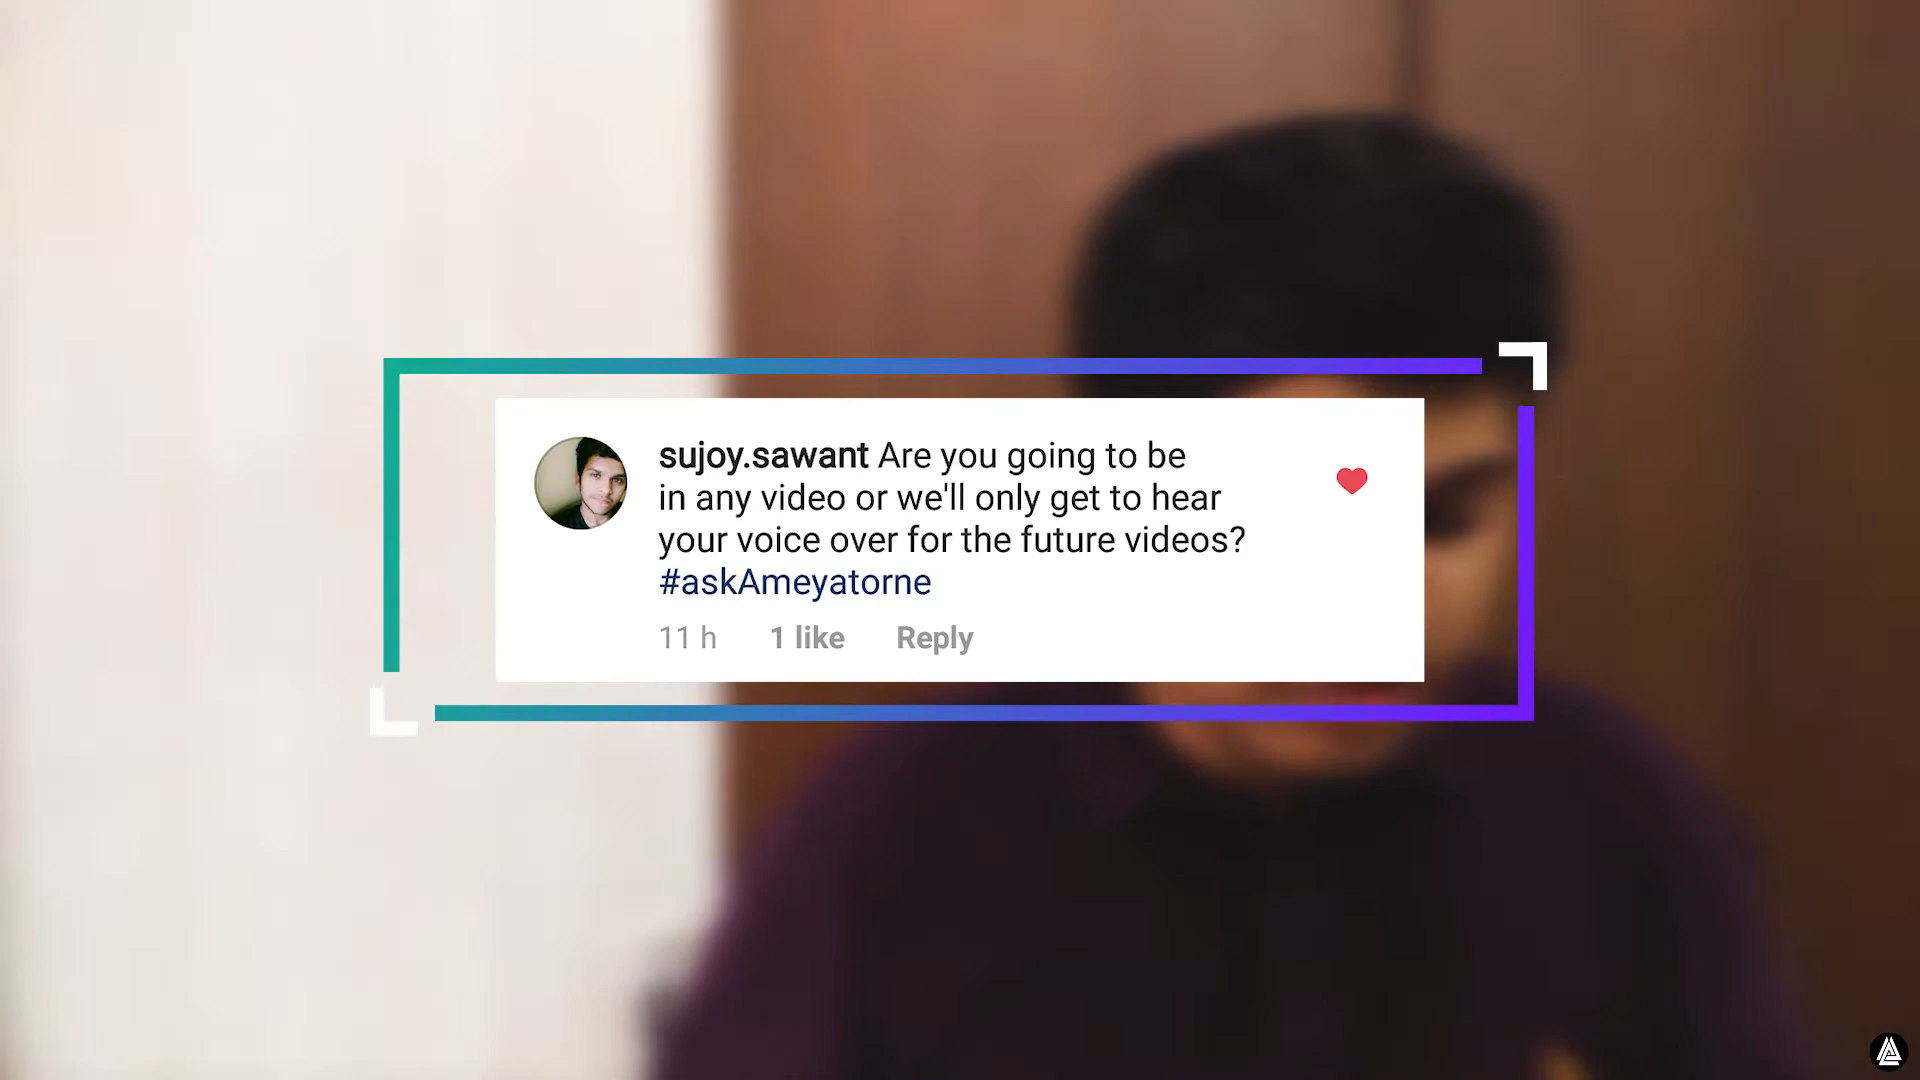 sujoy.sawant Are you going to be
in any video or we'll only get to hear
your voice over for the future videos?
#askAmeyatorne
11 h 1 like Reply